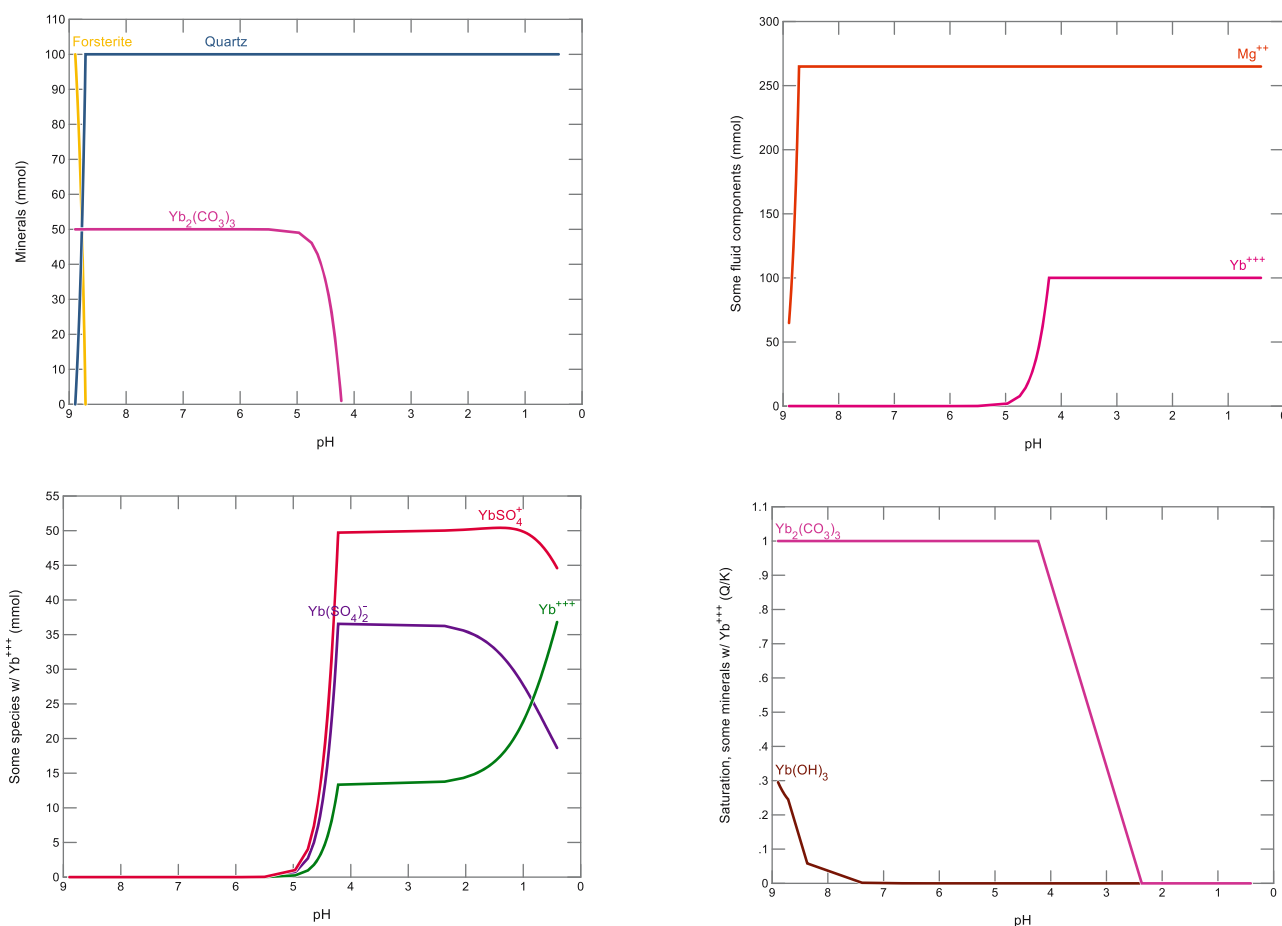 110
100
90
80
70
60
50
40
30
20
10
0
Minerals (mmol)
Forsterite
Quartz
Yb2(CO3)3
9 8 7 6 5 4 3 2 1 0
pH
300
250
200
150
100
50
0
Some fluid components (mmol)
Mg++
Yb+++
9 8 7 6 5 4 3 2 1 0
pH
55
50
45
40
35
30
25
20
15
10
5
0
Some species w/ Yb+++ (mmol)
YbSO4+
Yb(SO4)2-
Yb+++
9 8 7 6 5 4 3 2 1 0
pH
1.1
1
.9
.8
.7
.6
.5
.4
.3
.2
.1
0
Saturation, some minerals w/ Yb+++ (Q/K)
Yb2(CO3)3
Yb(OH)3
9 8 7 6 5 4 3 2 1 0
pH